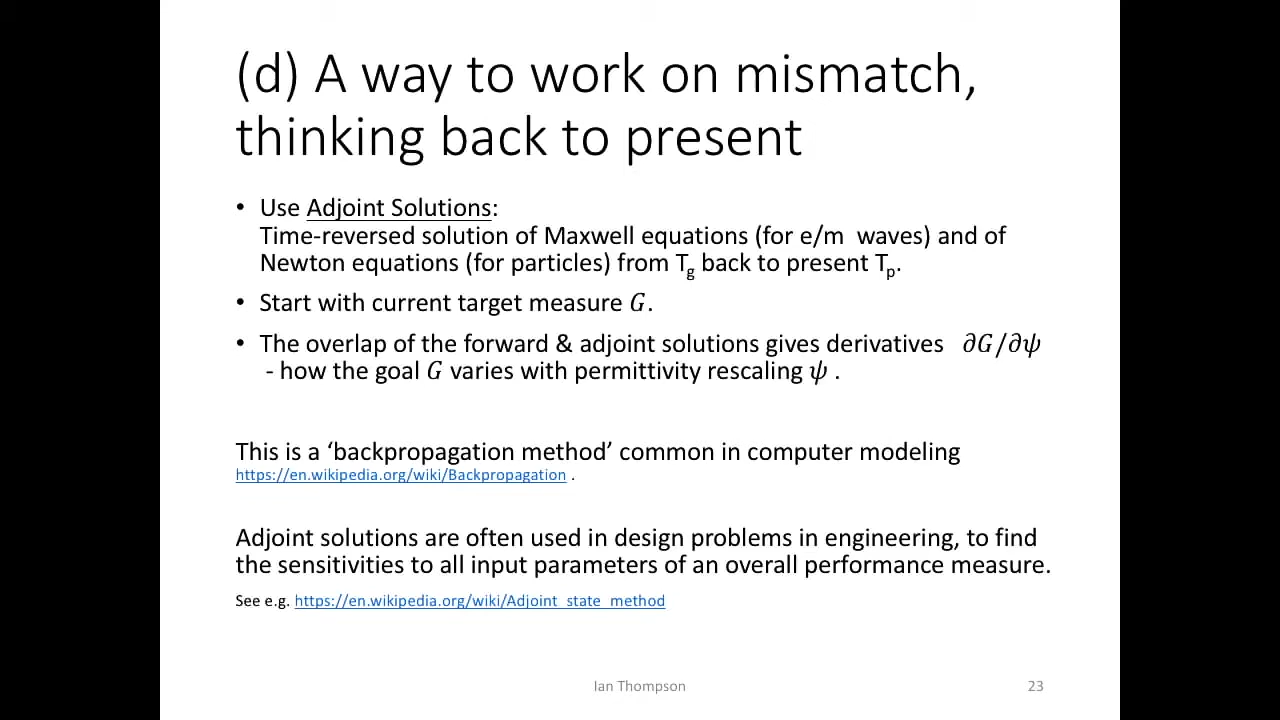 (d) A way to work on mismatch,
thinking back to present
• Use Adjoint Solutions:
Time-reversed solution of Maxwell equations (for e/m waves) and of
Newton equations (for particles) from Tg back to present Tp.
• Start with current target measure 𝐺.
• The overlap of the forward & adjoint solutions gives derivatives 𝜕𝐺/𝜕𝜓
- how the goal 𝐺 varies with permittivity rescaling 𝜓 .
This is a ‘backpropagation method’ common in computer modeling
https://en.wikipedia.org/wiki/Backpropagation .
Adjoint solutions are often used in design problems in engineering, to find
the sensitivities to all input parameters of an overall performance measure.
See e.g. https://en.wikipedia.org/wiki/Adjoint_state_method
Ian Thompson
23